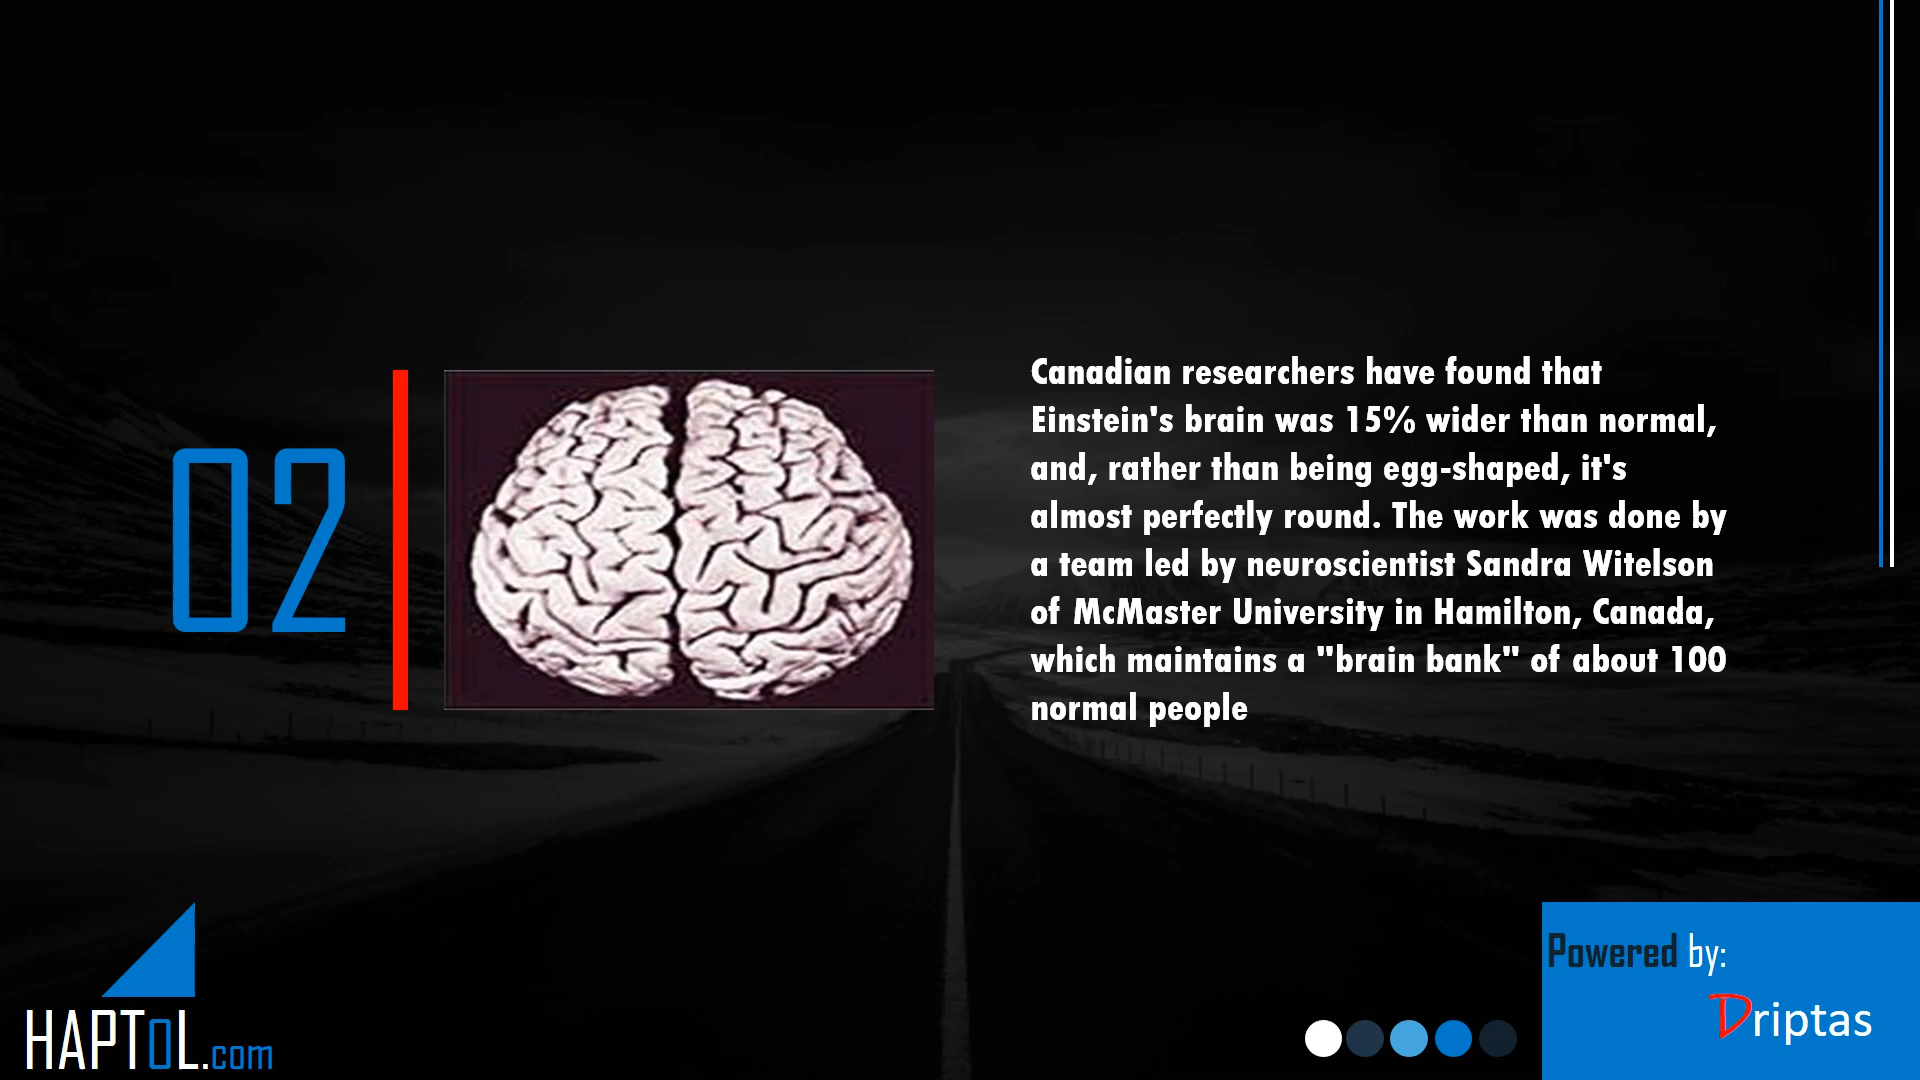 02
Canadian researchers have found that
Einstein's brain was 15% wider than normal,
and, rather than being egg-shaped, it's
almost perfectly round. The work was done by
a team led by neuroscientist Sandra Witelson
of McMaster University in Hamilton, Canada,
which maintains a "brain bank" of about 100
normal people
HAPToL.com
Powered by:
Driptas